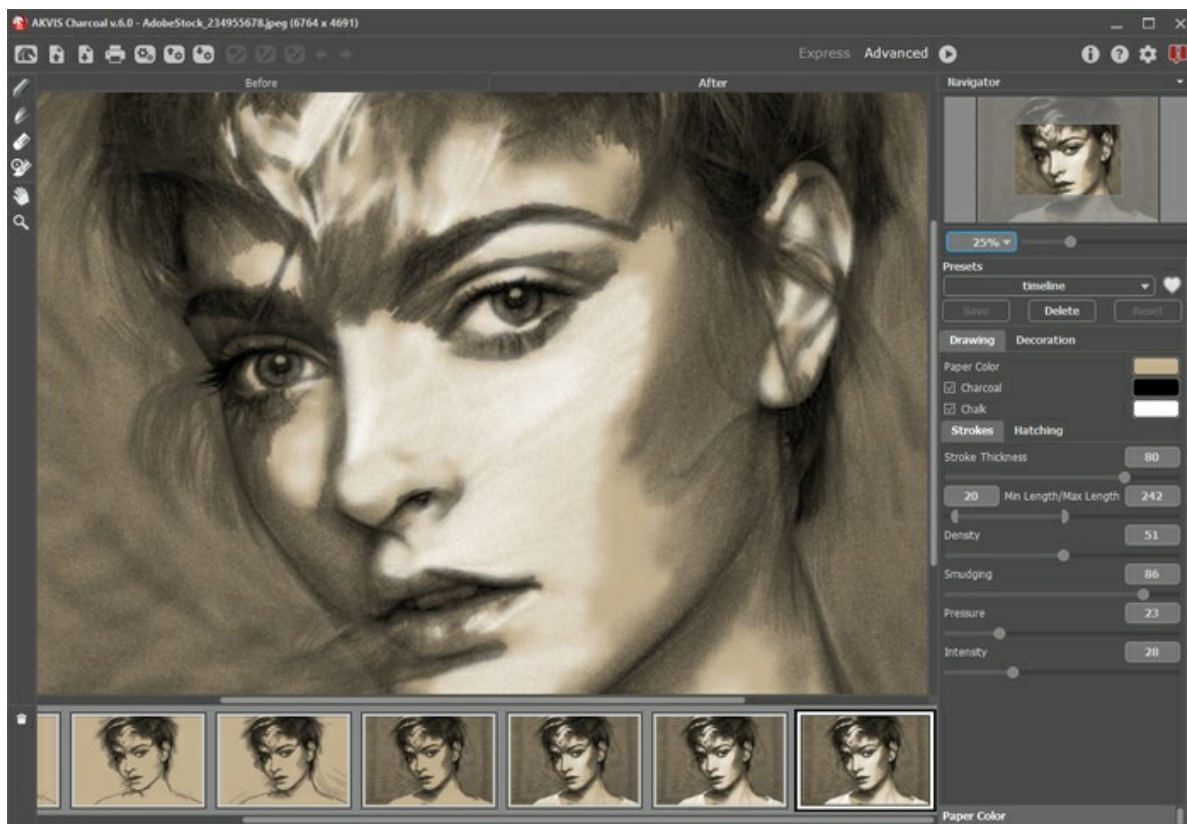 AKVIS Charcoal v.6.0 - AdobeStock_234955678.jpeg (6764 x 4691)
Express Advanced
Before After
Navigator
25%
Presets
timeline
Save Delete Reset
Drawing Decoration
Paper Color
Charcoal
Chalk
Strokes Hatching
Stroke Thickness 80
20 Min Length/Max Length 242
Density 51
Smudging 86
Pressure 23
Intensity 28
Paper Color